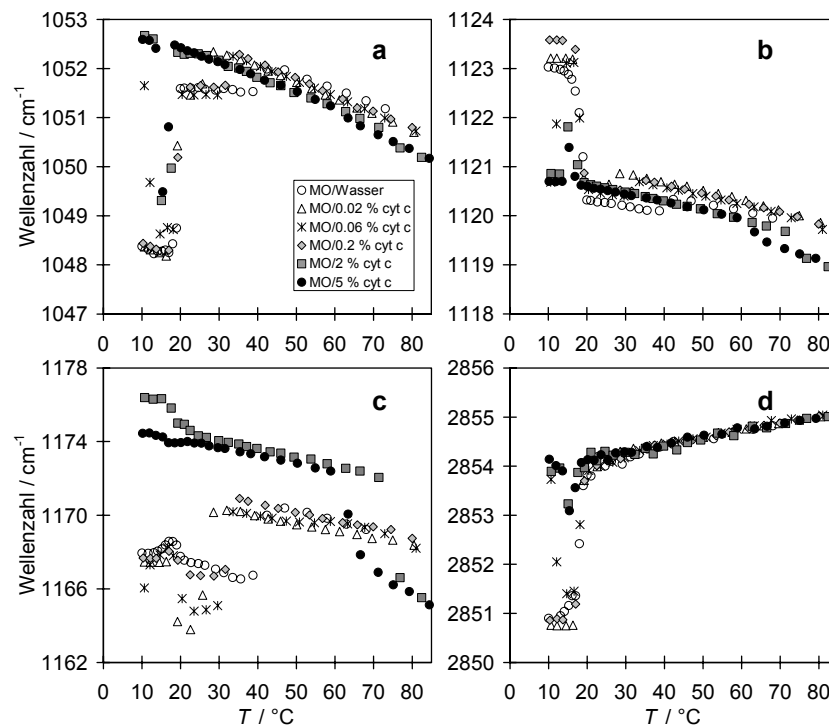 1053
1052
1051
1050
1049
1048
1047
0 10 20 30 40 50 60 70 80
a
MO/Wasser
MO/0.02 % cyt c
MO/0.06 % cyt c
MO/0.2 % cyt c
MO/2 % cyt c
MO/5 % cyt c
Wellenzahl / cm-1
1124
1123
1122
1121
1120
1119
1118
0 10 20 30 40 50 60 70 80
b
1178
1174
1170
1166
1162
0 10 20 30 40 50 60 70 80
c
Wellenzahl / cm-1
T / °C
2856
2855
2854
2853
2852
2851
2850
0 10 20 30 40 50 60 70 80
d
T / °C